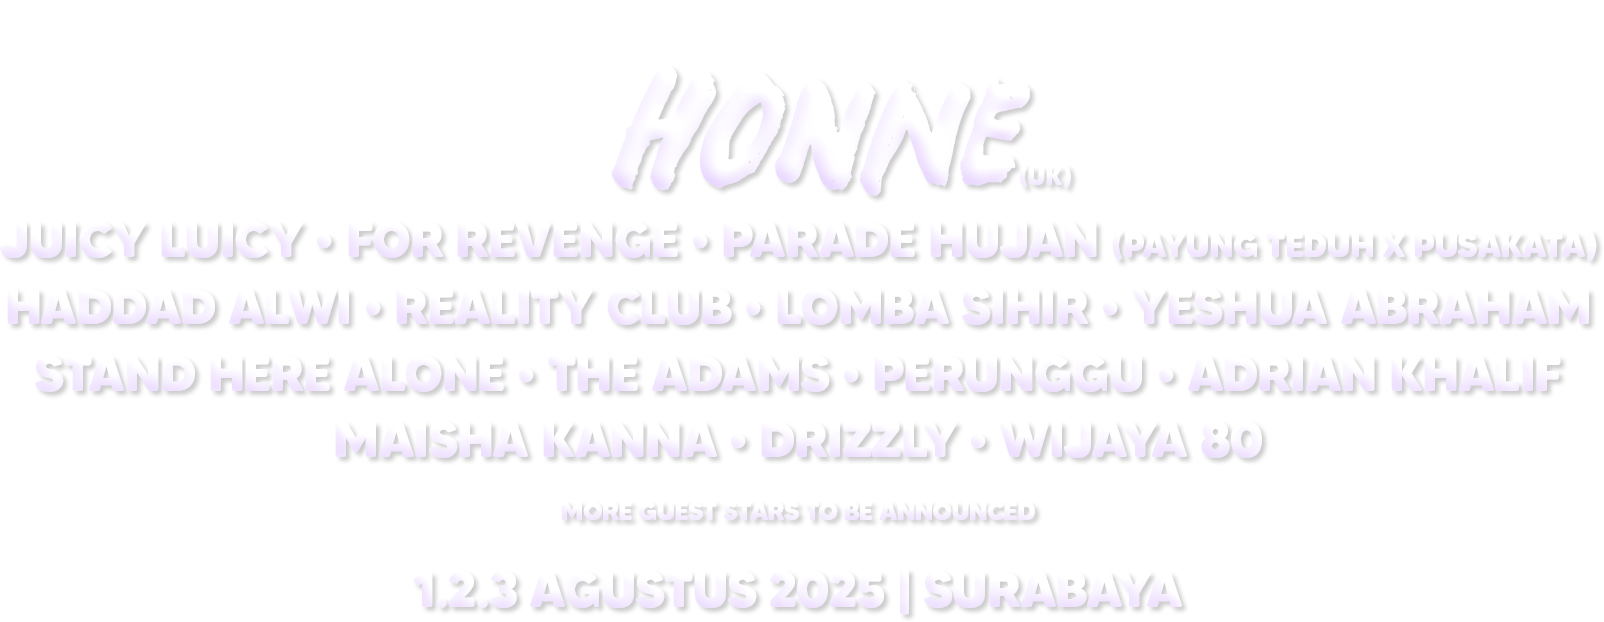 HONNE (UK)
JUICY LUICY • FOR REVENGE • PARADE HUJAN (PAYUNG TEDUH X PUSAKATA)
HADDAD ALWI • REALITY CLUB • LOMBA SIHIR • YESHUA ABRAHAM
STAND HERE ALONE • THE ADAMS • PERUNGGU • ADRIAN KHALIF
MAISHA KANNA • DRIZZLY • WIJAYA 80
MORE GUEST STARS TO BE ANNOUNCED
1.2.3 AGUSTUS 2025 | SURABAYA